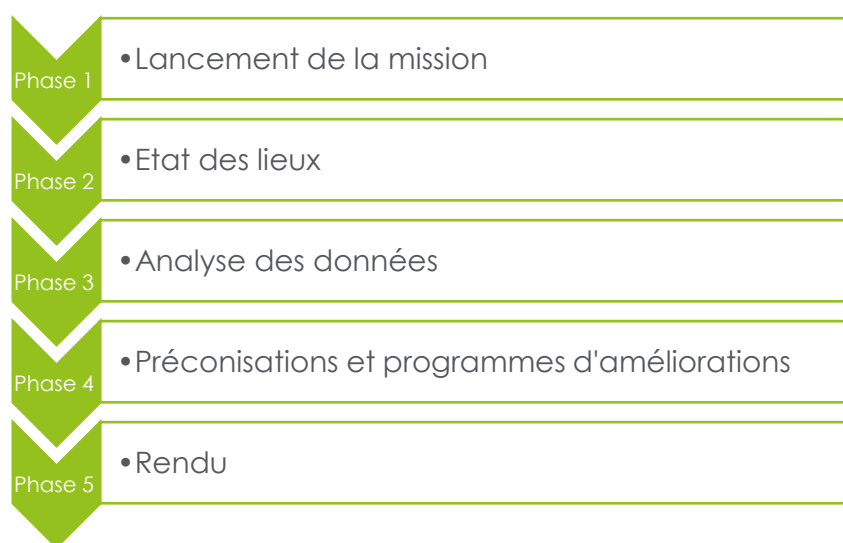 Phase 1
•Lancement de la mission
Phase 2
•Etat des lieux
Phase 3
•Analyse des données
Phase 4
•Préconisations et programmes d'améliorations
Phase 5
•Rendu